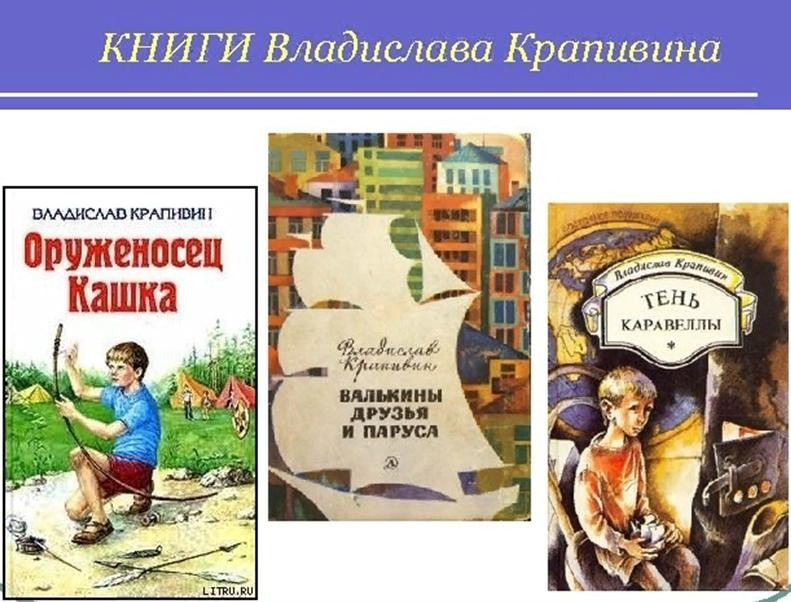 КНИГИ Владислава Крапивина
ВЛАДИСЛАВ КРАПИВИН
Оруженосец
Кашка
LITRU.RU
Владислав
Крапивин
ВАЛЬКИНЫ
ДРУЗЬЯ
И ПАРУСА
Владислав Крапивин
ТЕНЬ
КАРАВЕЛЛЫ
*